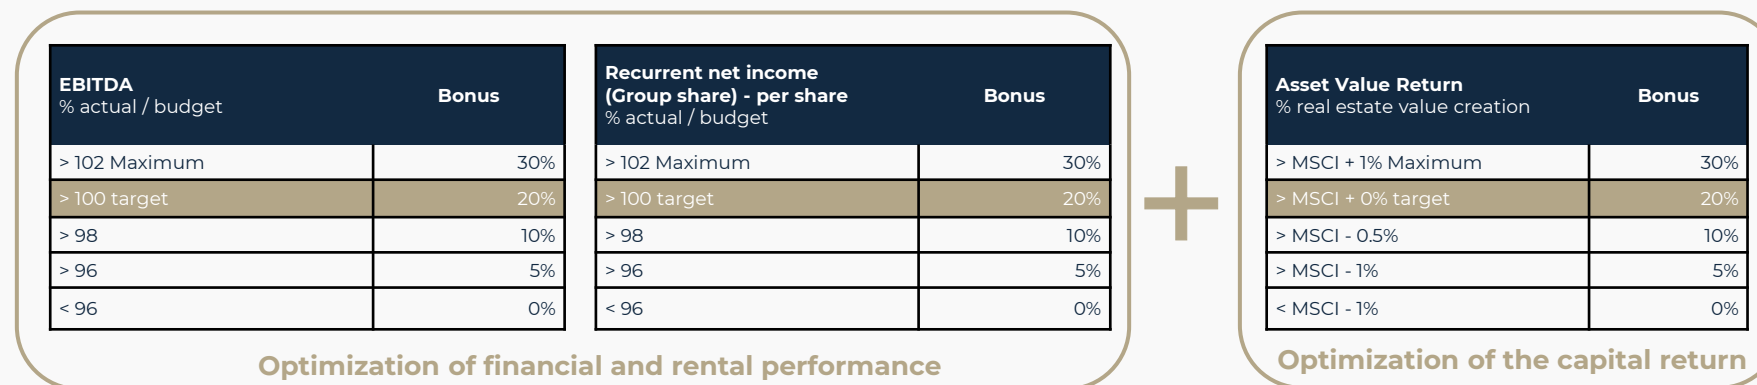 EBITDA
% actual / budget
Bonus
> 102 Maximum 30%
> 100 target 20%
> 98 10%
> 96 5%
< 96 0%
Recurrent net income
(Group share) - per share
% actual / budget
Bonus
> 102 Maximum 30%
> 100 target 20%
> 98 10%
> 96 5%
< 96 0%
Optimization of financial and rental performance
+
Asset Value Return
% real estate value creation
Bonus
> MSCI + 1% Maximum 30%
> MSCI + 0% target 20%
> MSCI - 0.5% 10%
> MSCI - 1% 5%
< MSCI - 1% 0%
Optimization of the capital return